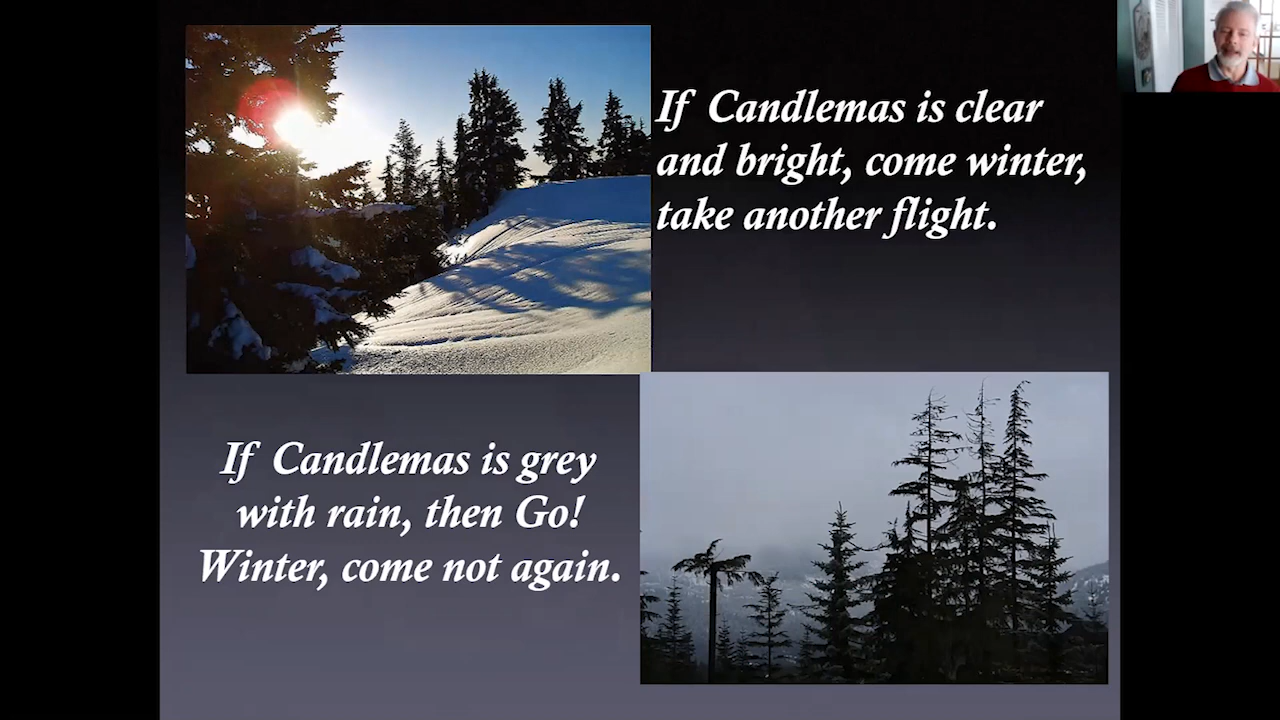 If Candlemas is clear
and bright, come winter,
take another flight.
If Candlemas is grey
with rain, then Go!
Winter, come not again.